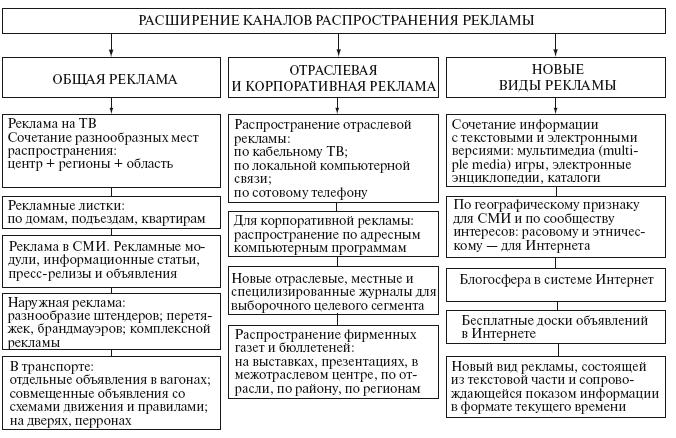 РАСШИРЕНИЕ КАНАЛОВ РАСПРОСТРАНЕНИЯ РЕКЛАМЫ
ОБЩАЯ РЕКЛАМА
Реклама на ТВ
Сочетание разнообразных мест
распространения:
центр + регионы + область
Рекламные листки:
по домам, подъездам, квартирам
Реклама в СМИ. Рекламные мо-
дули, информационные статьи,
пресс-релизы и объявления
Наружная реклама:
разнообразие штендеров; перетя-
жек, брандмауэров; комплексной
рекламы
В транспорте:
отдельные объявления в вагонах;
совмещенные объявления со
схемами движения и правилами;
на дверях, перронах
ОТРАСЛЕВАЯ
И КОРПОРАТИВНАЯ РЕКЛАМА
Распространение отраслевой
рекламы:
по кабельному ТВ;
по локальной компьютерной
связи;
по сотовому телефону
Для корпоративной рекламы:
распространение по адресным
компьютерным программам
Новые отраслевые, местные и
специлизированные журналы для
выборочного целевого сегмента
Распространение фирменных
газет и бюллетеней:
на выставках, презентациях, в
межотраслевом центре, по от-
расли, по району, по регионам
НОВЫЕ
ВИДЫ РЕКЛАМЫ
Сочетание информации
с текстовыми и электронными
версиями: мультимедиа (multi-
ple media) игры, электронные
энциклопедии, каталоги
По географическому признаку
для СМИ и по сообществу
интересов: расовому и этничес-
кому — для Интернета
Блогосфера в системе Интернет
Бесплатные доски объявлений
в Интернете
Новый вид рекламы, состоящей
из текстовой части и сопрово-
ждающейся показом информации
в формате текущего времени